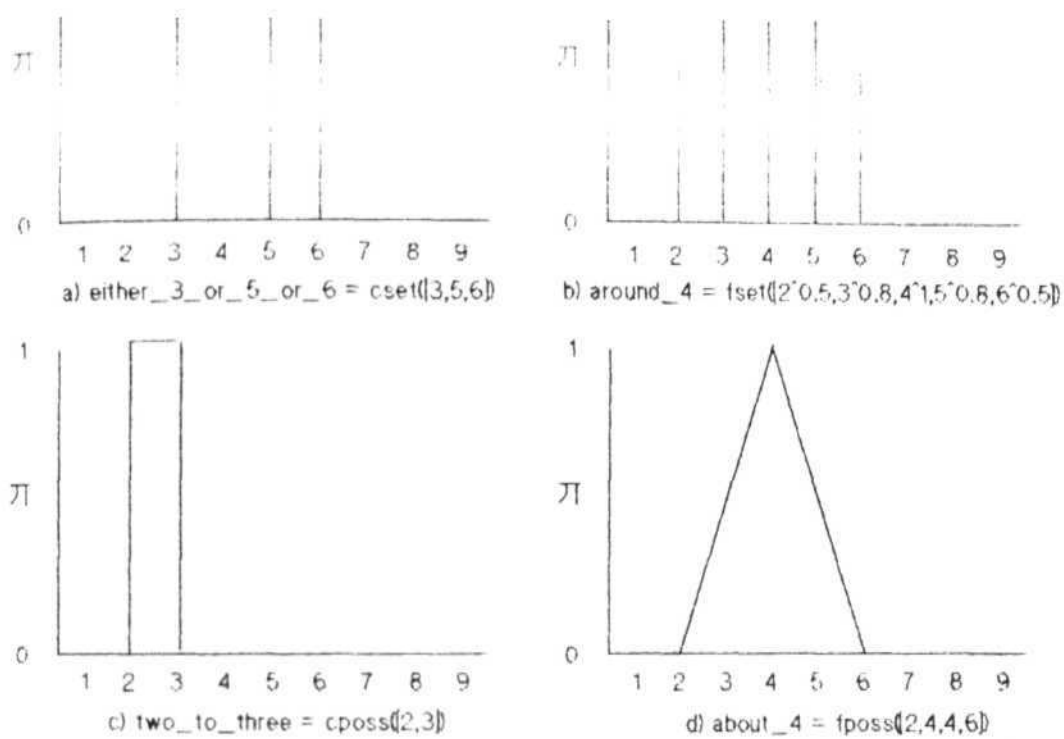 π
0
1 2 3 4 5 6 7 8 9
a) either_3_or_5_or_6 = cset([3,5,6])
π
0
1 2 3 4 5 6 7 8 9
b) around_4 = fset([2^0.5,3^0.8,4^1,5^0.8,6^0.5])
1
π
0
1 2 3 4 5 6 7 8 9
c) two_to_three = cposs([2,3])
1
π
0
1 2 3 4 5 6 7 8 9
d) about_4 = fposs([2,4,4,6])